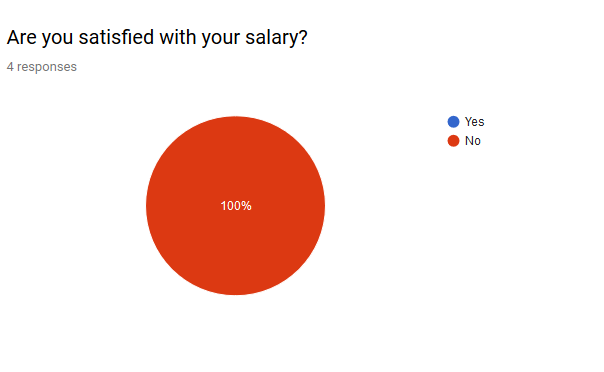 Are you satisfied with your salary?
4 responses
Yes
No
100%